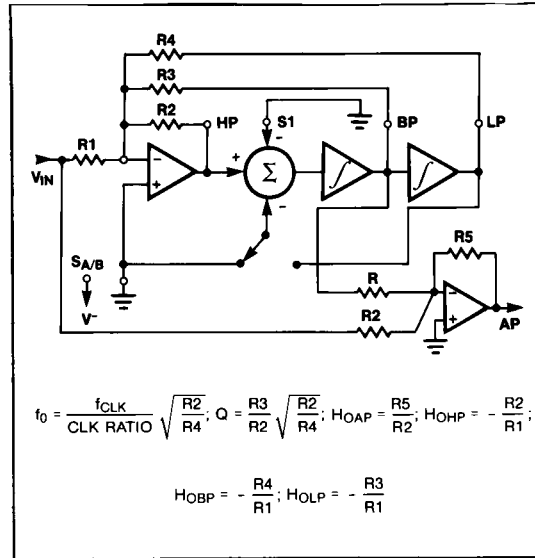 R4
R3
R2
HP
S1
BP
LP
R1
−
+
VIN
+
−
Σ
−
∫
∫
SA/B
V−
R
R2
R5
−
+
AP
f0 = fCLK / CLK RATIO √(R2/R4); Q = R3/R2 √(R2/R4); HOAP = R5/R2; HOHP = - R2/R1;
HOBP = - R4/R1; HOLP = - R3/R1